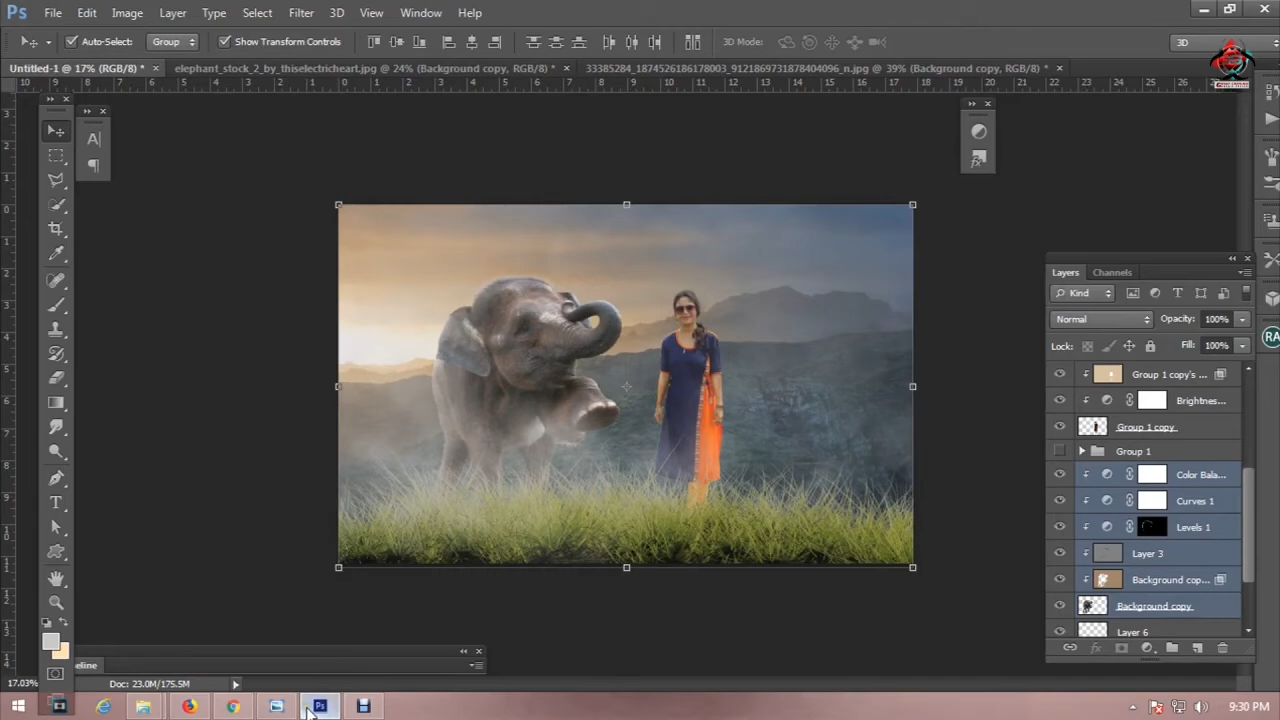 Ps File Edit Image Layer Type Select Filter 3D View Window Help
Auto-Select: Group Show Transform Controls 3D Mode: 3D
Untitled-1 @ 17% (RGB/8) * × elephant_stock_2_by_thiselectricheart.jpg @ 24% (Background copy, RGB/8) * × 33385284_1874526186178003_9121869731878404096_n.jpg @ 39% (Background copy, RGB/8) * ×
Layers Channels
Kind
Normal Opacity: 100%
Lock: Fill: 100%
Group 1 copy's ...
Brightnes...
Group 1 copy
Group 1
Color Bala...
Curves 1
Levels 1
Layer 3
Background cop...
Background copy
Layer 6
eline
17.03% Doc: 23.0M/175.5M
9:30 PM